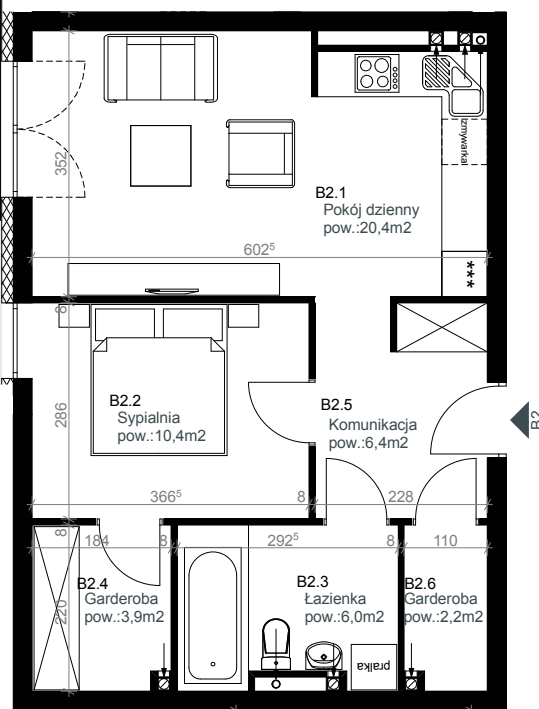 352
zmywarka
B2.1
Pokój dzienny
pow.:20,4m2
602⁵
***
8
B2.2
Sypialnia
pow.:10,4m2
286
B2.5
Komunikacja
pow.:6,4m2
B2
366⁵
8
228
8
184
8
292⁵
8
110
B2.4
Garderoba
pow.:3,9m2
220
B2.3
Łazienka
pow.:6,0m2
B2.6
Garderoba
pow.:2,2m2
pralka